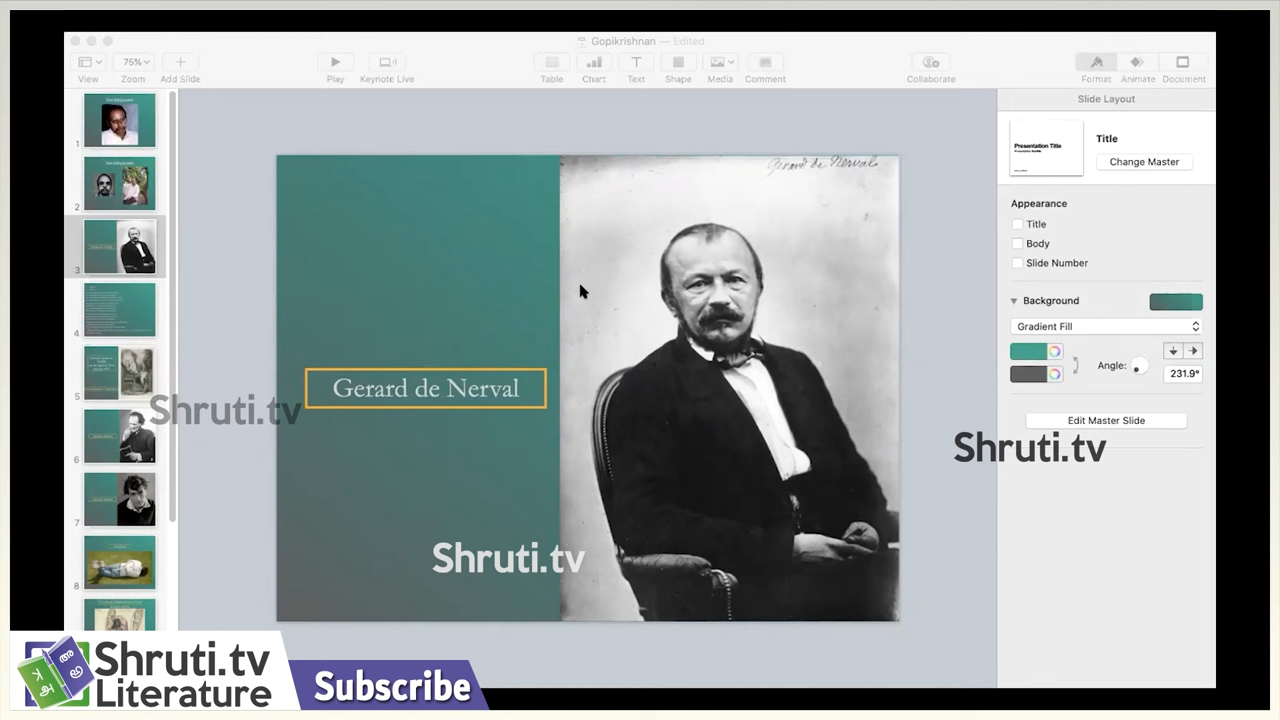 Gopikrishnan — Edited
View
75%
Zoom
Add Slide
Play
Keynote Live
Table
Chart
Text
Shape
Media
Comment
Collaborate
Format
Animate
Document
Slide Layout
1
2
3
4
5
6
7
8
Gerard de Nerval
Gerard de Nerval
Presentation Title
Title
Change Master
Appearance
Title
Body
Slide Number
Background
Gradient Fill
Angle:
231.9°
Edit Master Slide
Shruti.tv
Shruti.tv
Shruti.tv
Shruti.tv
Literature
Subscribe